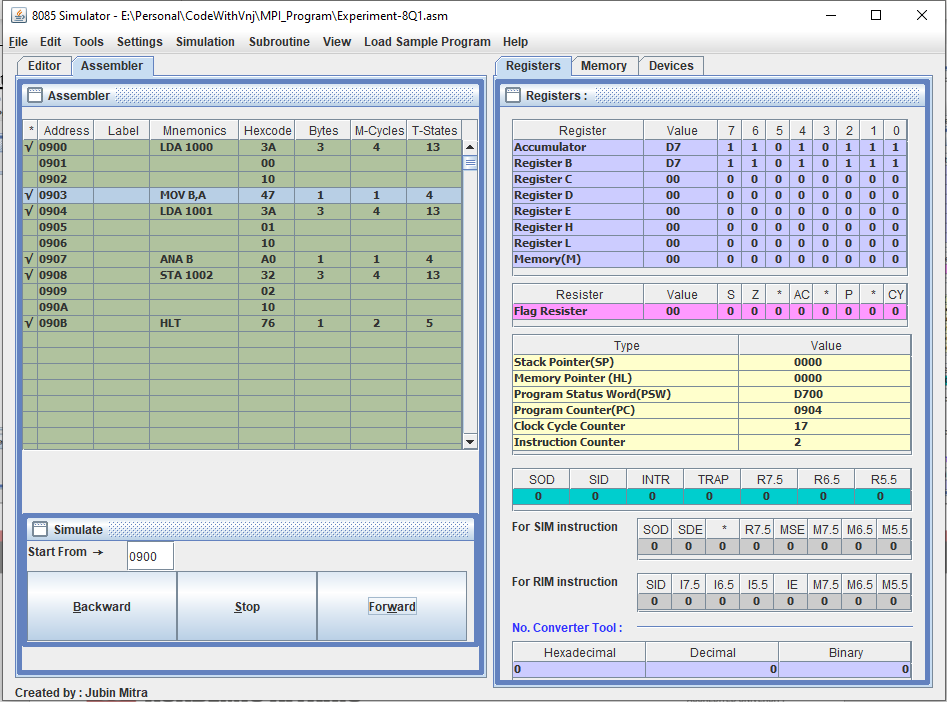 8085 Simulator - E:\Personal\CodeWithVnj\MPI_Program\Experiment-8Q1.asm
File Edit Tools Settings Simulation Subroutine View Load Sample Program Help
Editor Assembler
Assembler
* Address Label Mnemonics Hexcode Bytes M-Cycles T-States
√ 0900 LDA 1000 3A 3 4 13
0901 00
0902 10
√ 0903 MOV B,A 47 1 1 4
√ 0904 LDA 1001 3A 3 4 13
0905 01
0906 10
√ 0907 ANA B A0 1 1 4
√ 0908 STA 1002 32 3 4 13
0909 02
090A 10
√ 090B HLT 76 1 2 5
Simulate
Start From → 0900
Backward Stop Forward
Created by : Jubin Mitra
Registers Memory Devices
Registers :
Register Value 7 6 5 4 3 2 1 0
Accumulator D7 1 1 0 1 0 1 1 1
Register B D7 1 1 0 1 0 1 1 1
Register C 00 0 0 0 0 0 0 0 0
Register D 00 0 0 0 0 0 0 0 0
Register E 00 0 0 0 0 0 0 0 0
Register H 00 0 0 0 0 0 0 0 0
Register L 00 0 0 0 0 0 0 0 0
Memory(M) 00 0 0 0 0 0 0 0 0
Resister Value S Z * AC * P * CY
Flag Resister 00 0 0 0 0 0 0 0 0
Type Value
Stack Pointer(SP) 0000
Memory Pointer (HL) 0000
Program Status Word(PSW) D700
Program Counter(PC) 0904
Clock Cycle Counter 17
Instruction Counter 2
SOD SID INTR TRAP R7.5 R6.5 R5.5
0 0 0 0 0 0 0
For SIM instruction SOD SDE * R7.5 MSE M7.5 M6.5 M5.5
0 0 0 0 0 0 0 0
For RIM instruction SID I7.5 I6.5 I5.5 IE M7.5 M6.5 M5.5
0 0 0 0 0 0 0 0
No. Converter Tool :
Hexadecimal Decimal Binary
0 0 0